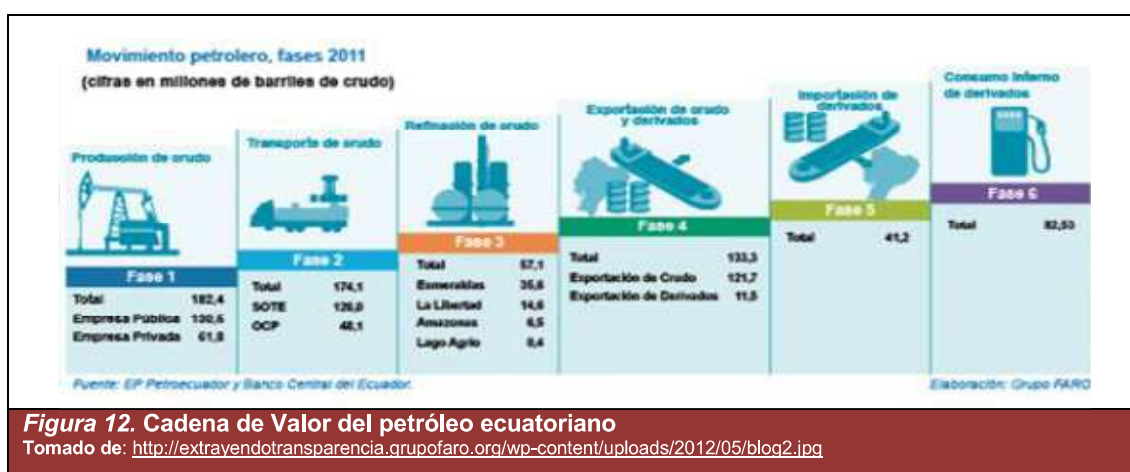 Movimiento petrolero, fases 2011
(cifras en millones de barriles de crudo)
Producción de crudo
Fase 1
Total 182,4
Empresa Pública
Empresa Privada
Transporte de crudo
Fase 2
Total 174,1
SOTE 126,0
OCP 48,1
Refinación de crudo
Fase 3
Total 57,1
Esmeraldas 35,6
La Libertad 14,6
Amazonas 6,5
Lago Agrio 0,4
Exportación de crudo
y derivados
Fase 4
Total 133,3
Exportación de Crudo 121,7
Exportación de Derivados 11,5
Importación de
derivados
Fase 5
Total 41,2
Consumo interno
de derivados
Fase 6
Total 82,53
Fuente: EP Petroecuador y Banco Central del Ecuador.
Elaboración: Grupo FARO
Figura 12. Cadena de Valor del petróleo ecuatoriano
Tomado de: http://extrayendotransparencia.grupofaro.org/wp-content/uploads/2012/05/blog2.jpg